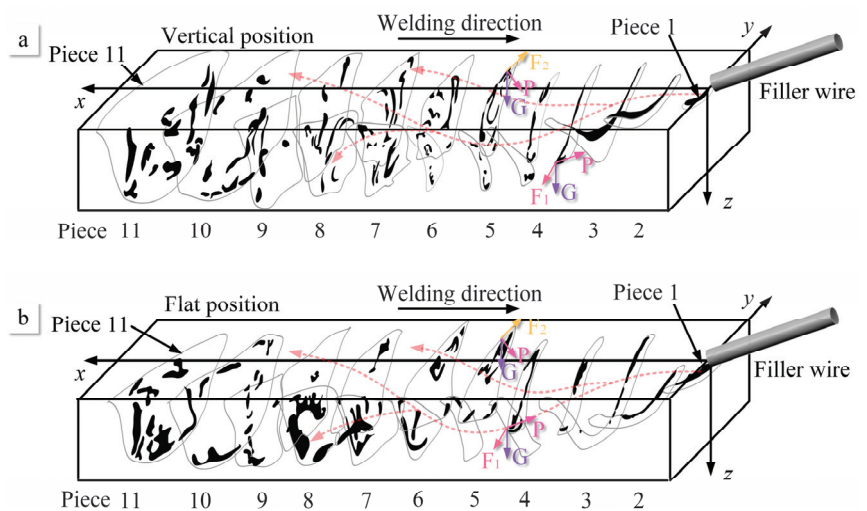 a
Vertical position
Welding direction
Piece 1
y
Piece 11
F2
P
G
x
Filler wire
P
G
F1
z
Piece 11 10 9 8 7 6 5 4 3 2
b
Flat position
Welding direction
Piece 1
y
Piece 11
F2
P
G
x
Filler wire
P
G
F1
z
Piece 11 10 9 8 7 6 5 4 3 2